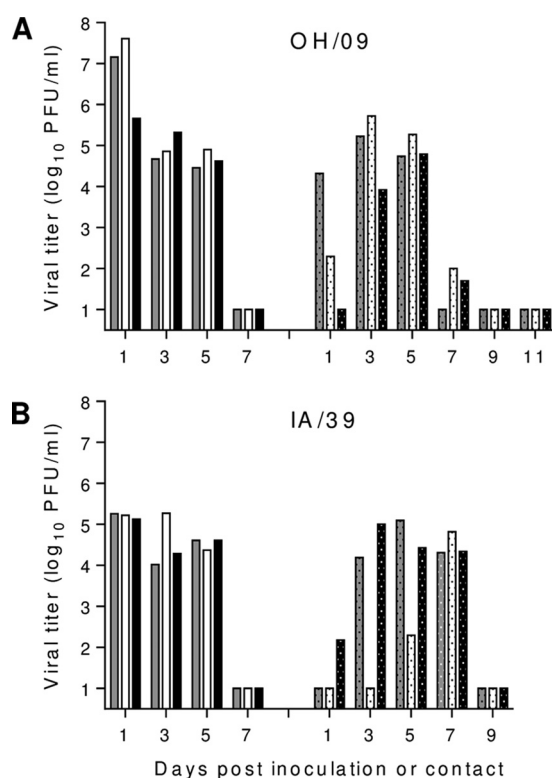 A
OH/09
8
7
6
5
4
3
2
1
Viral titer (log10 PFU/ml)
1 3 5 7 1 3 5 7 9 11
B
IA/39
8
7
6
5
4
3
2
1
Viral titer (log10 PFU/ml)
1 3 5 7 1 3 5 7 9
Days post inoculation or contact